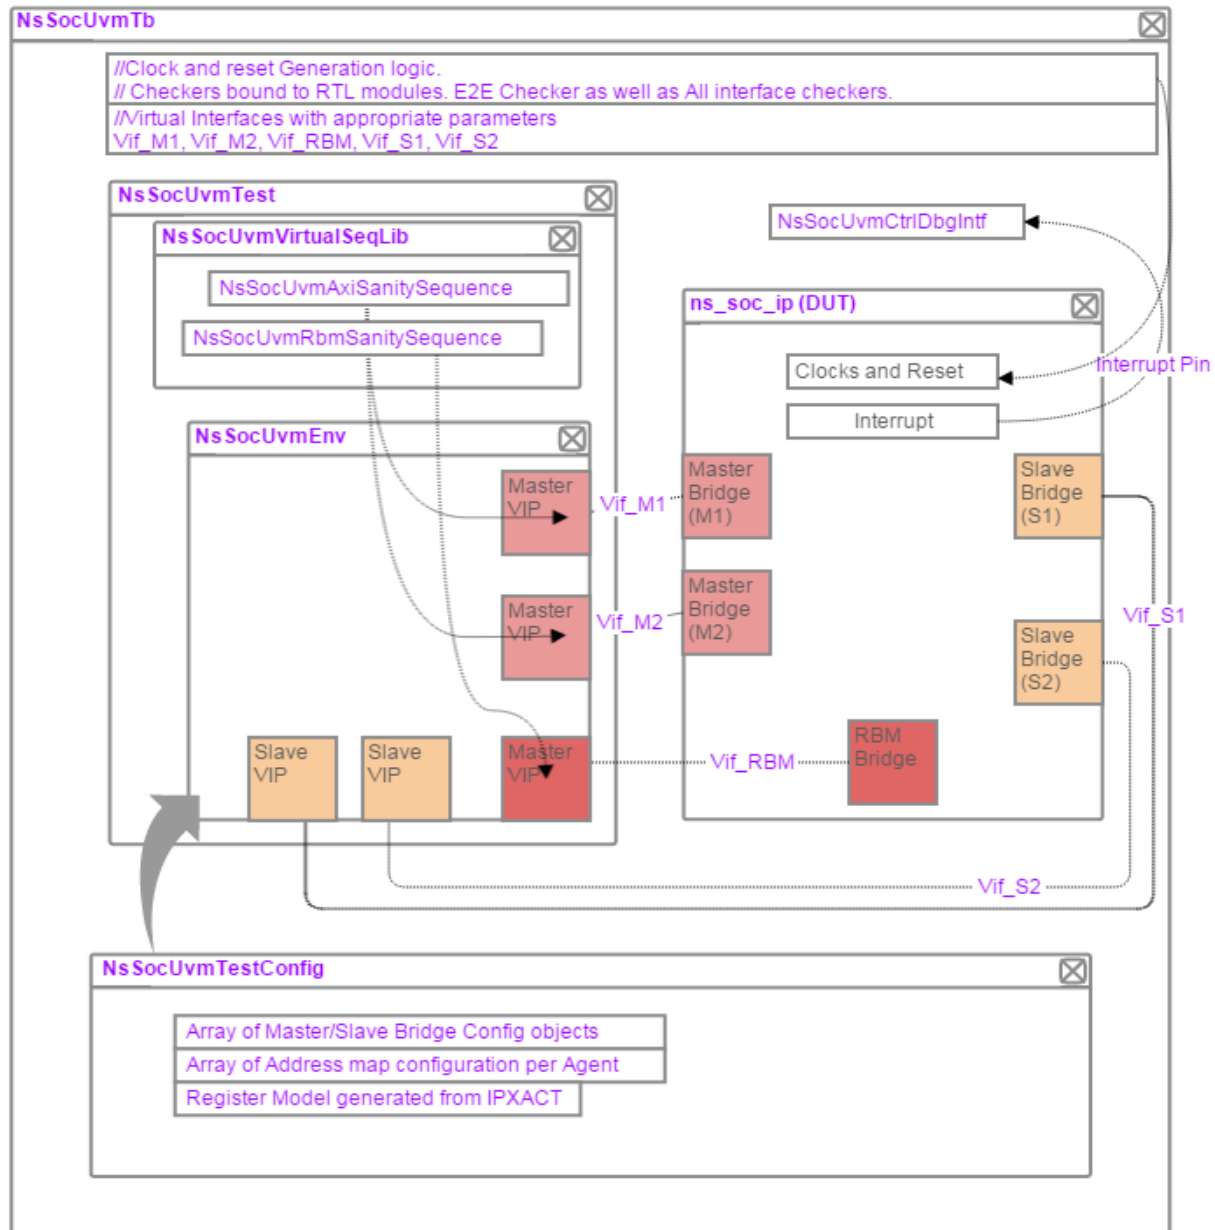 NsSocUvmTb
//Clock and reset Generation logic.
// Checkers bound to RTL modules. E2E Checker as well as All interface checkers.
//Virtual Interfaces with appropriate parameters
Vif_M1, Vif_M2, Vif_RBM, Vif_S1, Vif_S2
NsSocUvmTest
NsSocUvmVirtualSeqLib
NsSocUvmAxiSanitySequence
NsSocUvmRbmSanitySequence
NsSocUvmCtrlDbgIntf
ns_soc_ip (DUT)
Clocks and Reset
Interrupt Pin
Interrupt
NsSocUvmEnv
Master
VIP
Vif_M1
Master
Bridge
(M1)
Slave
Bridge
(S1)
Master
VIP
Vif_M2
Master
Bridge
(M2)
Vif_S1
Slave
Bridge
(S2)
Slave
VIP
Slave
VIP
Master
VIP
Vif_RBM
RBM
Bridge
Vif_S2
NsSocUvmTestConfig
Array of Master/Slave Bridge Config objects
Array of Address map configuration per Agent
Register Model generated from IPXACT